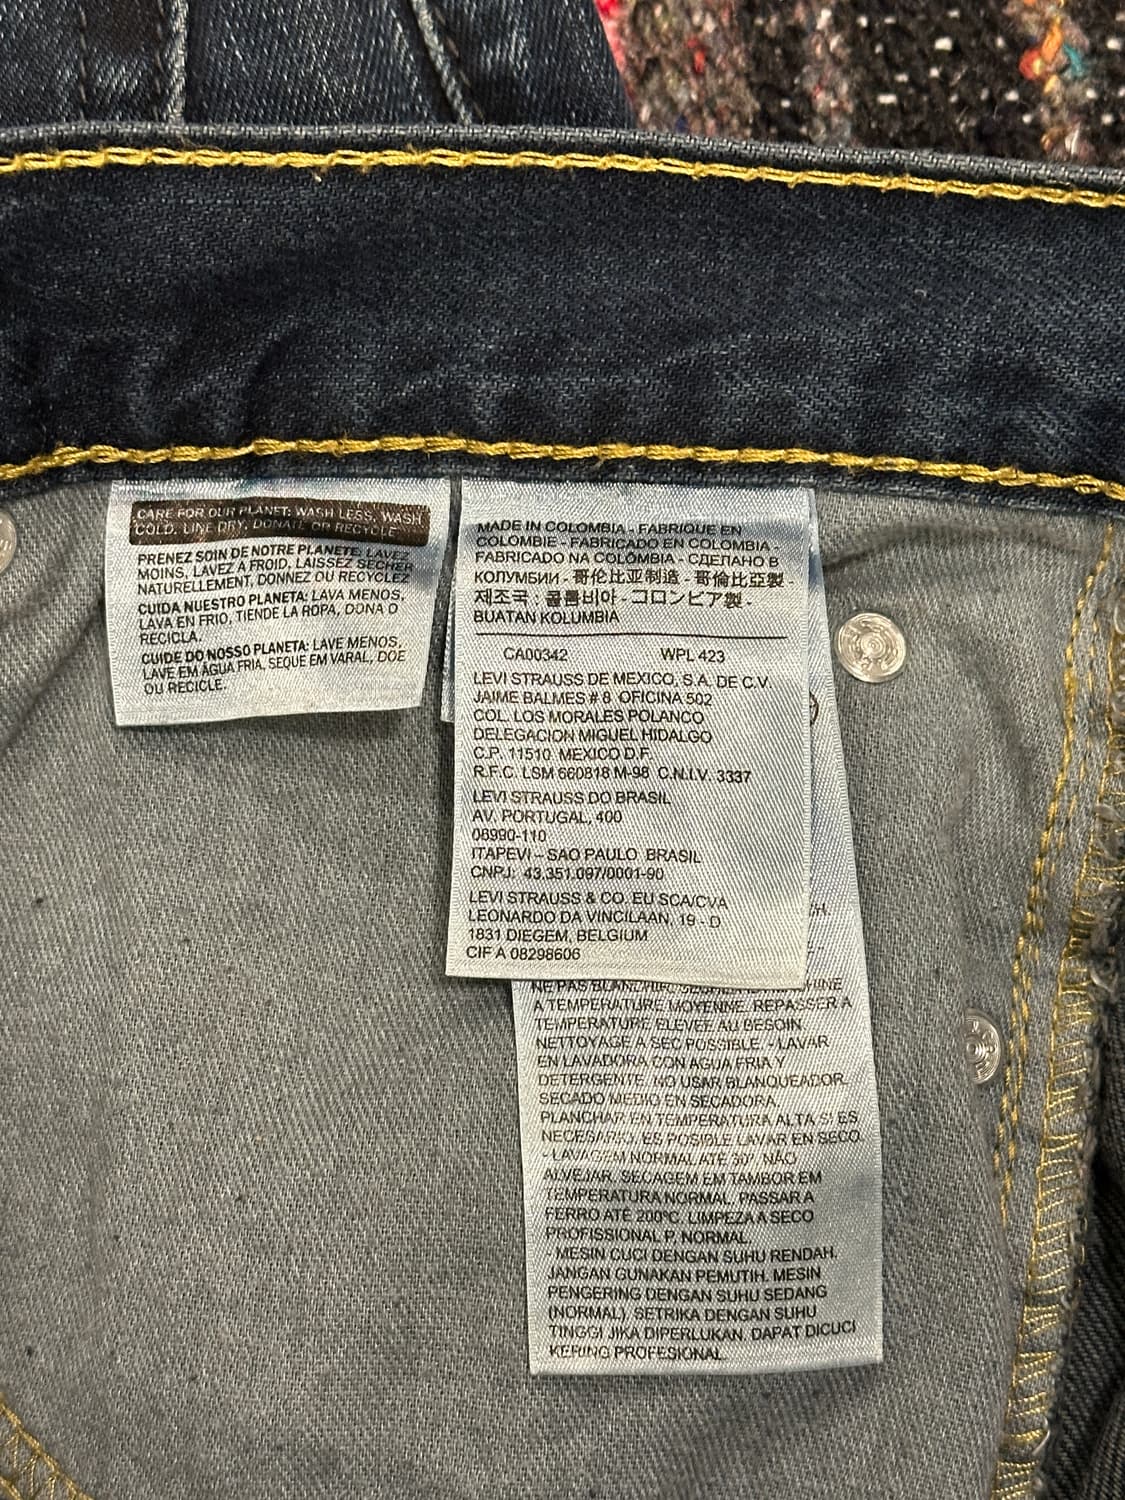 CARE FOR OUR PLANET: WASH LESS, WASH
COLD, LINE DRY, DONATE OR RECYCLE
PRENEZ SOIN DE NOTRE PLANETE: LAVEZ
MOINS, LAVEZ À FROID, LAISSEZ SÉCHER
NATURELLEMENT, DONNEZ OU RECYCLEZ
CUIDA NUESTRO PLANETA: LAVA MENOS,
LAVA EN FRIO, TIENDE LA ROPA, DONA O
RECICLA.
CUIDE DO NOSSO PLANETA: LAVE MENOS,
LAVE EM ÁGUA FRIA, SEQUE EM VARAL, DOE
OU RECICLE.
MADE IN COLOMBIA - FABRIQUE EN
COLOMBIE - FABRICADO EN COLOMBIA -
FABRICADO NA COLÔMBIA - СДЕЛАНО В
КОЛУМБИИ - 哥伦比亚制造 - 哥倫比亞製 -
제조국 : 콜롬비아 - コロンビア製 -
BUATAN KOLUMBIA
CA00342 WPL 423
LEVI STRAUSS DE MEXICO, S.A. DE C.V.
JAIME BALMES # 8 OFICINA 502
COL. LOS MORALES POLANCO
DELEGACION MIGUEL HIDALGO
C.P. 11510 MEXICO D.F.
R.F.C. LSM 660818 M-98 C.N.I.V. 3337
LEVI STRAUSS DO BRASIL
AV. PORTUGAL, 400
06990-110
ITAPEVI – SAO PAULO BRASIL
CNPJ: 43.351.097/0001-90
LEVI STRAUSS & CO. EU SCA/CVA
LEONARDO DA VINCILAAN, 19 - D
1831 DIEGEM, BELGIUM
CIF A 08298606
NE PAS
A TEMPERATURE MOYENNE. REPASSER A
TEMPERATURE ELEVEE AU BESOIN.
NETTOYAGE A SEC POSSIBLE. - LAVAR
EN LAVADORA CON AGUA FRIA Y
DETERGENTE. NO USAR BLANQUEADOR.
SECADO MEDIO EN SECADORA.
PLANCHAR EN TEMPERATURA ALTA SI ES
NECESARIO. ES POSIBLE LAVAR EN SECO.
- LAVAGEM NORMAL ATÉ 30°. NÃO
ALVEJAR. SECAGEM EM TAMBOR EM
TEMPERATURA NORMAL. PASSAR A
FERRO ATÉ 200°C. LIMPEZA A SECO
PROFISSIONAL P, NORMAL.
- MESIN CUCI DENGAN SUHU RENDAH.
JANGAN GUNAKAN PEMUTIH. MESIN
PENGERING DENGAN SUHU SEDANG
(NORMAL). SETRIKA DENGAN SUHU
TINGGI JIKA DIPERLUKAN. DAPAT DICUCI
KERING PROFESIONAL.